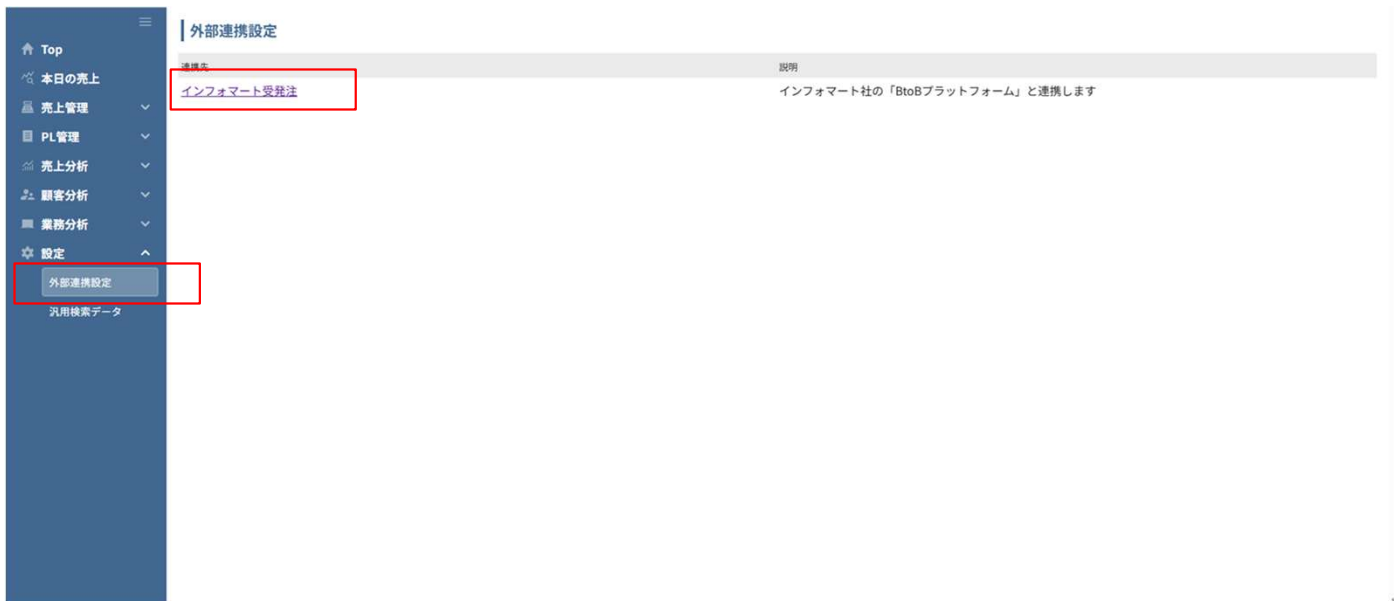 外部連携設定
Top
本日の売上
売上管理
PL管理
売上分析
顧客分析
業務分析
設定
外部連携設定
汎用検索データ
連携先 説明
インフォマート受発注 インフォマート社の「BtoBプラットフォーム」と連携します